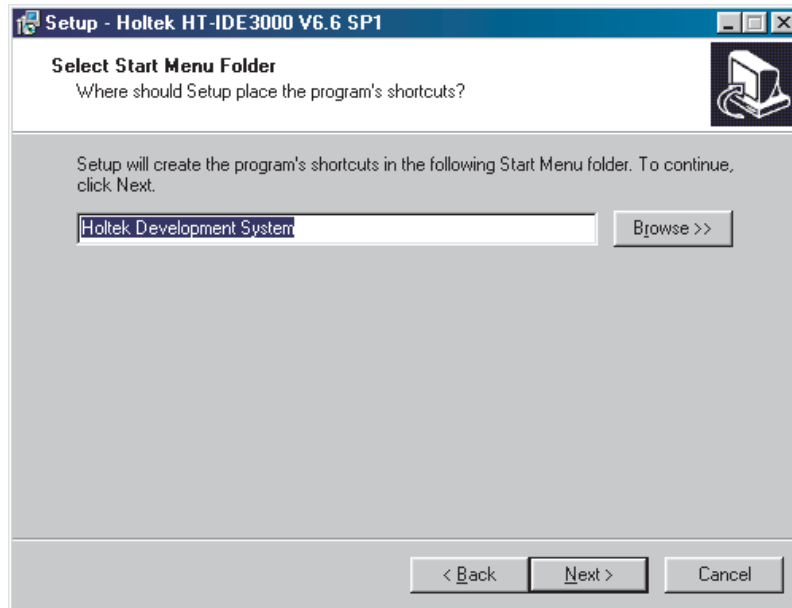 Setup - Holtek HT-IDE3000 V6.6 SP1
Select Start Menu Folder
Where should Setup place the program's shortcuts?
Setup will create the program's shortcuts in the following Start Menu folder. To continue,
click Next.
Holtek Development System
Browse >>
< Back
Next >
Cancel